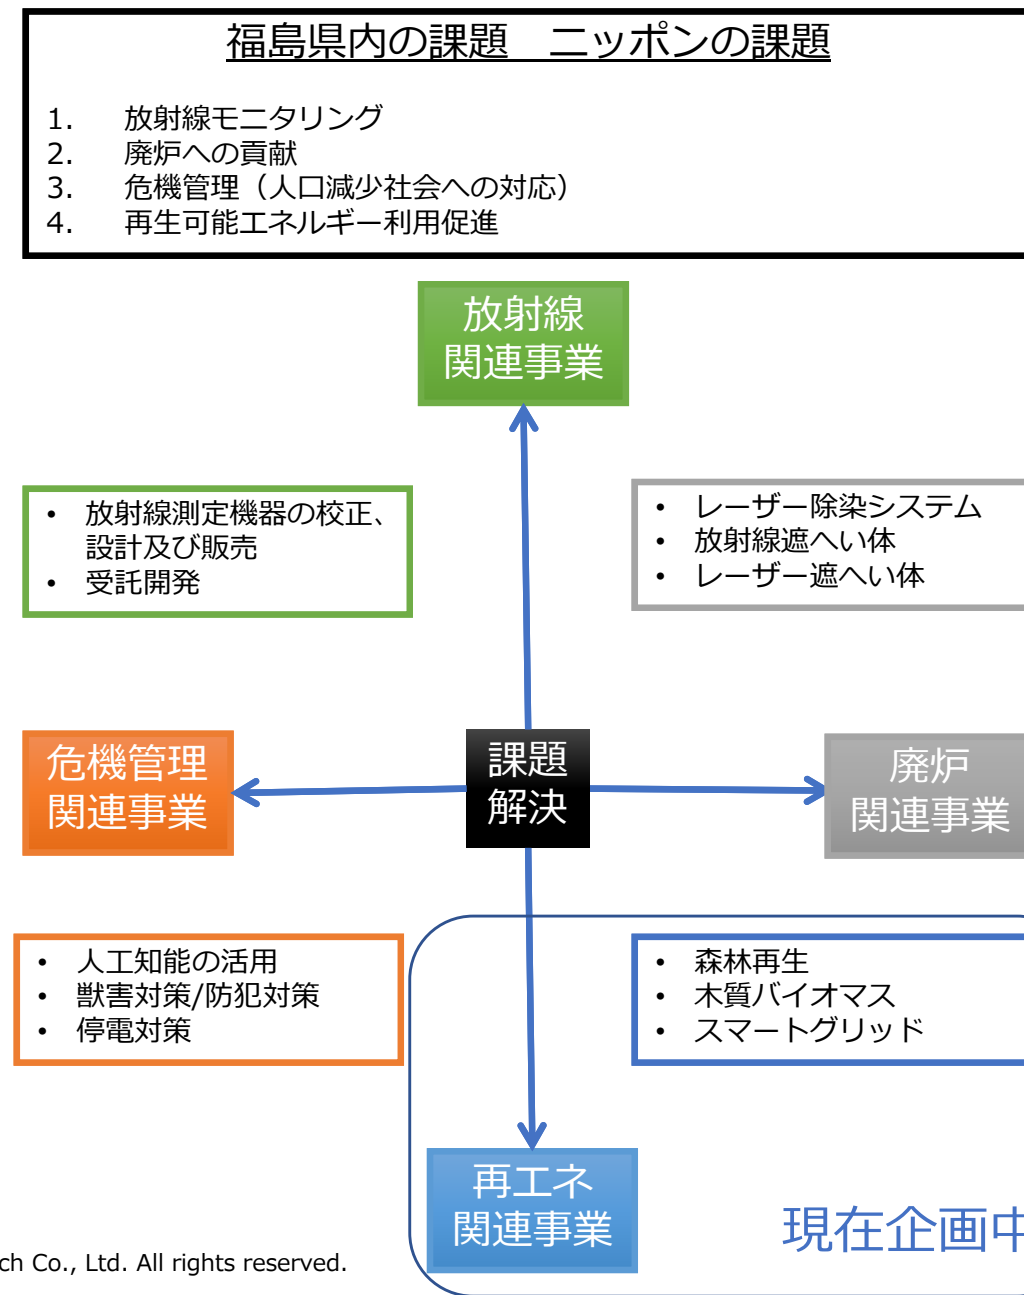 福島県内の課題　ニッポンの課題
1. 放射線モニタリング
2. 廃炉への貢献
3. 危機管理（人口減少社会への対応）
4. 再生可能エネルギー利用促進
放射線
関連事業
• 放射線測定機器の校正、
設計及び販売
• 受託開発
• レーザー除染システム
• 放射線遮へい体
• レーザー遮へい体
危機管理
関連事業
課題
解決
廃炉
関連事業
• 人工知能の活用
• 獣害対策/防犯対策
• 停電対策
• 森林再生
• 木質バイオマス
• スマートグリッド
再エネ
関連事業
現在企画中
ch Co., Ltd. All rights reserved.